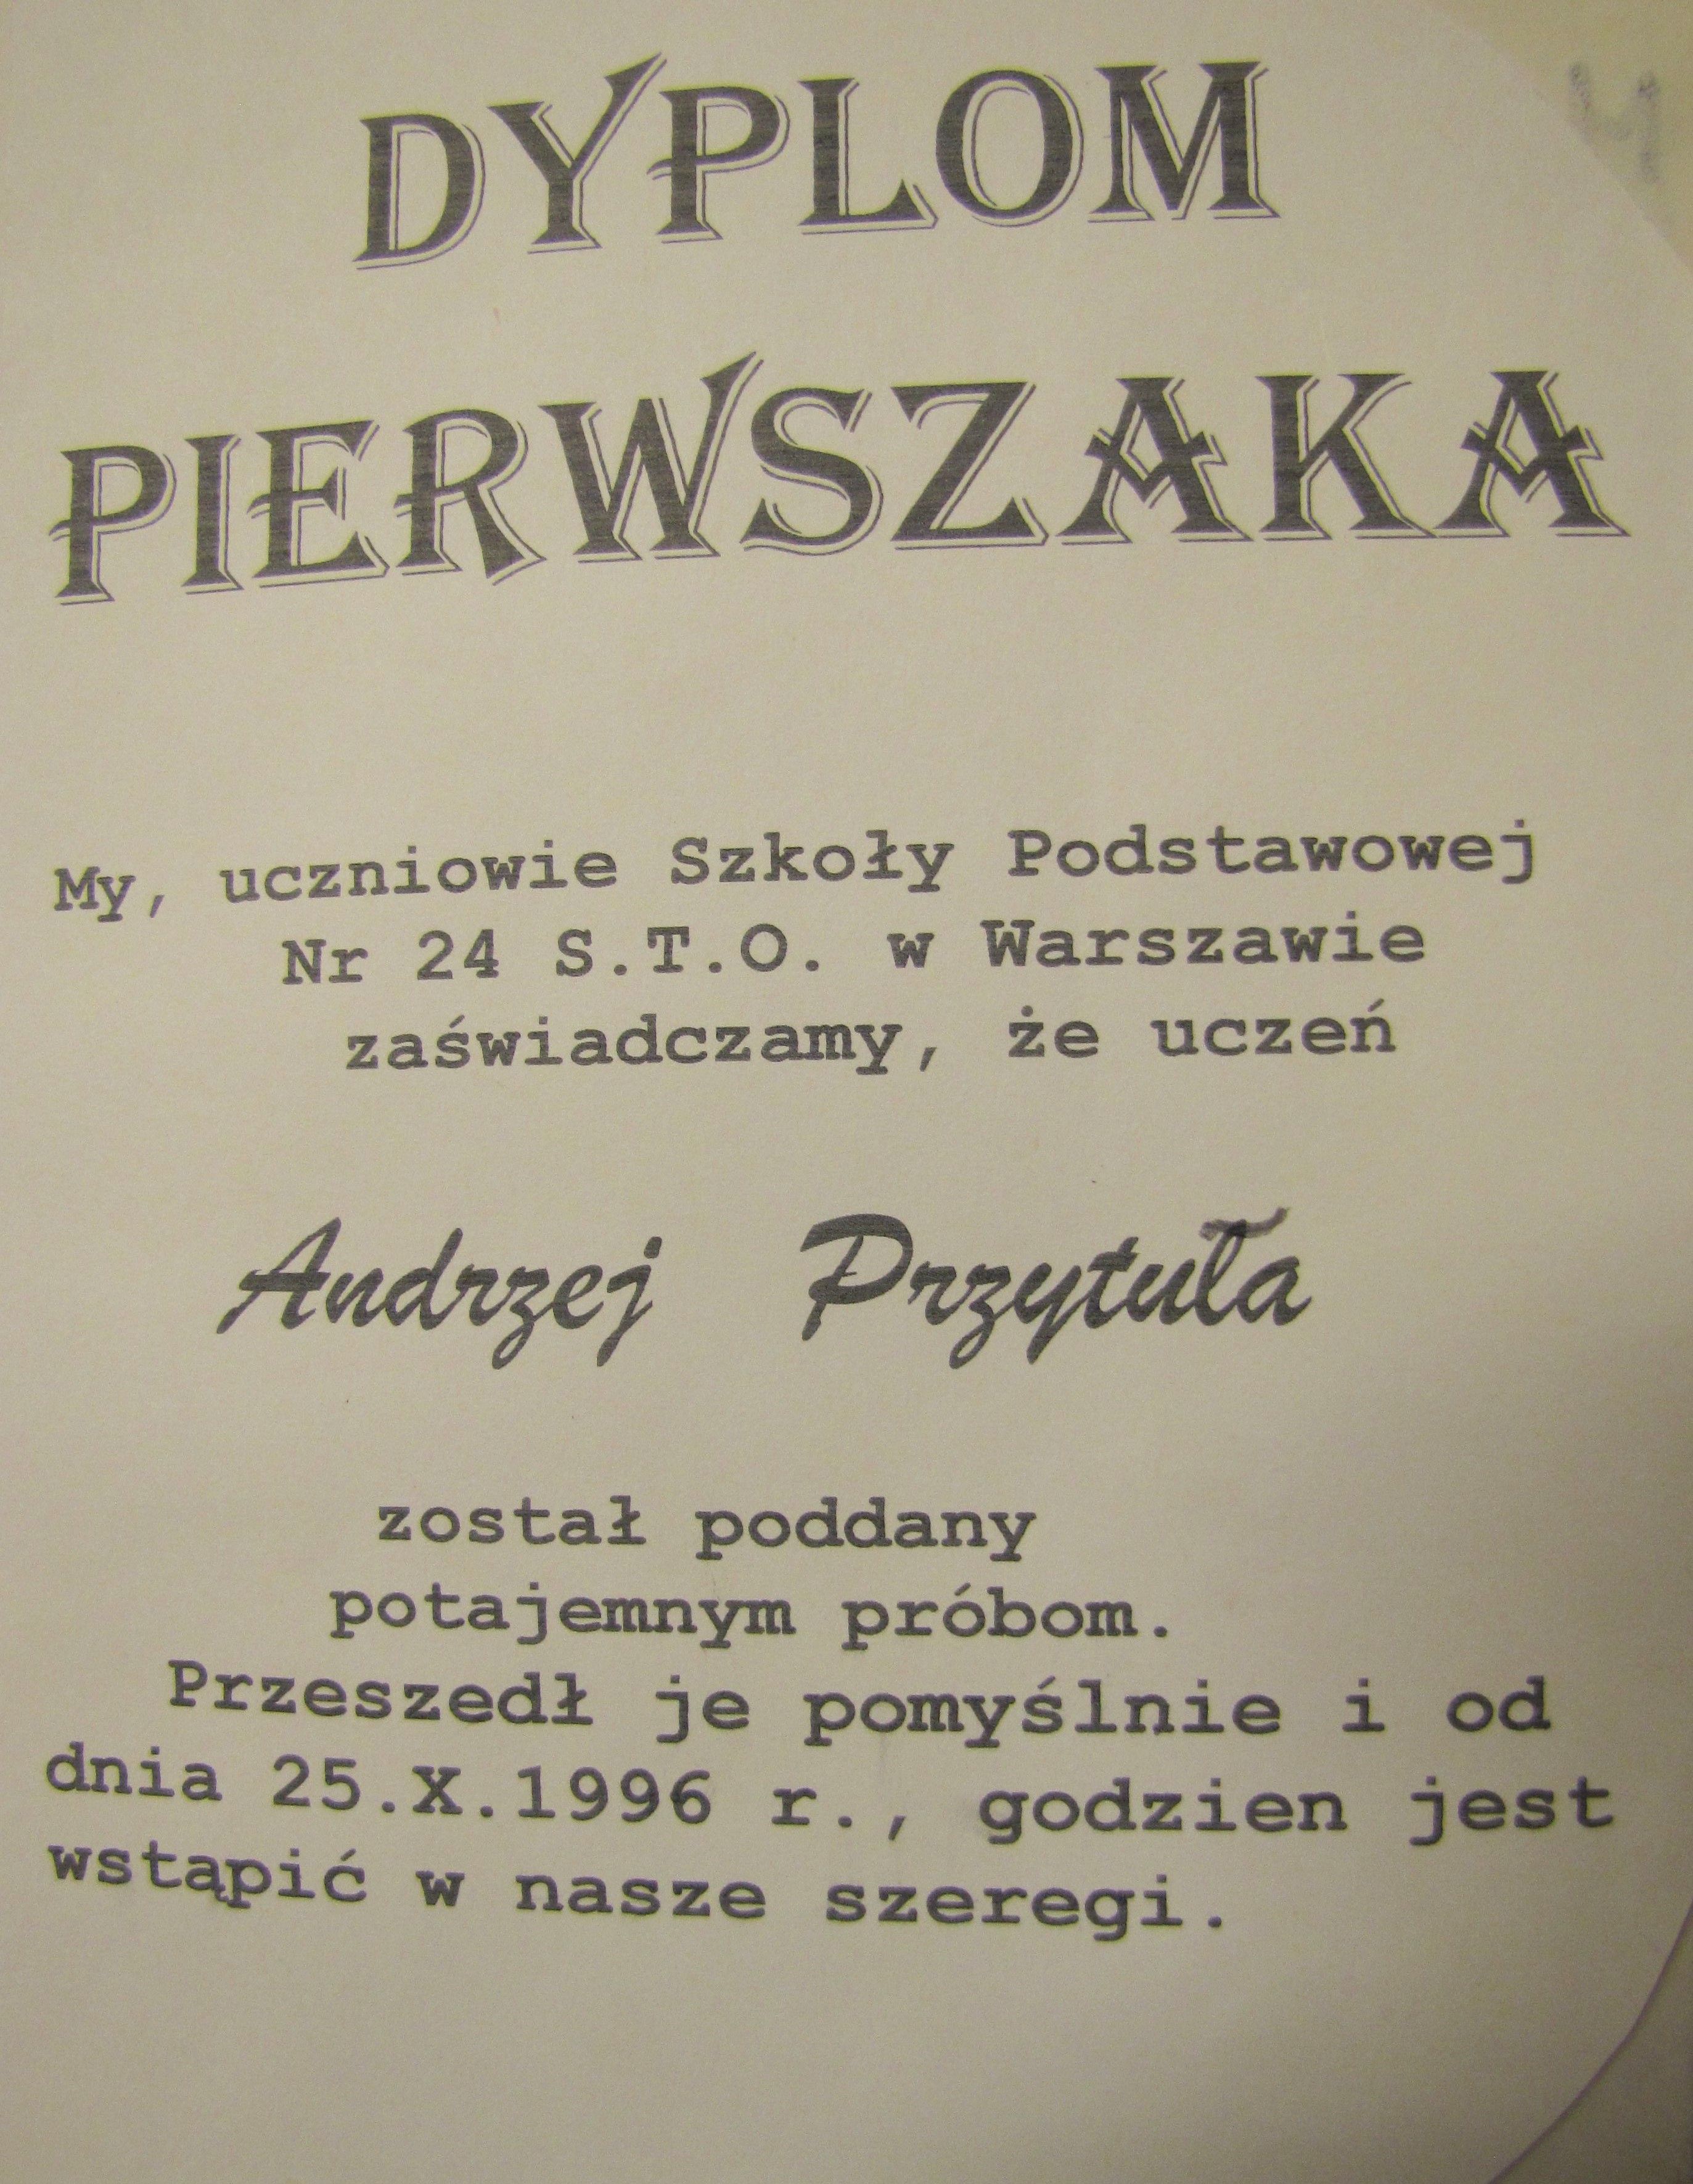 DYPLOM
PIERWSZAKA
My, uczniowie Szkoły Podstawowej
Nr 24 S.T.O. w Warszawie
zaświadczamy, że uczeń
Andrzej Przytuła
został poddany
potajemnym próbom.
Przeszedł je pomyślnie i od
dnia 25.X.1996 r., godzien jest
wstąpić w nasze szeregi.